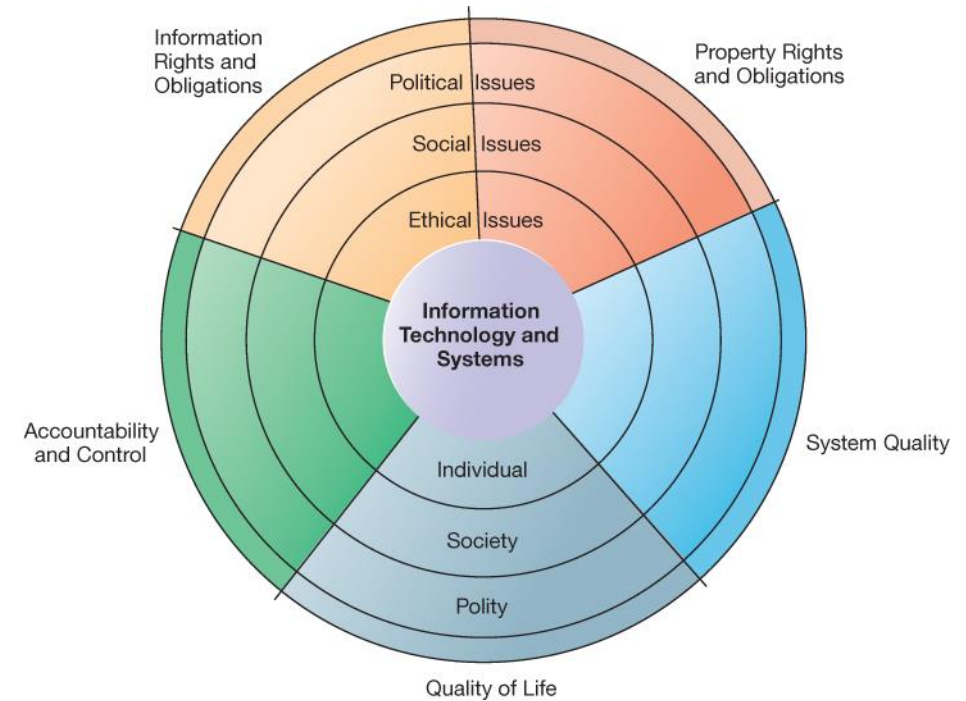 Information
Rights and
Obligations
Property Rights
and Obligations
Political Issues
Social Issues
Ethical Issues
Information
Technology and
Systems
Accountability
and Control
System Quality
Individual
Society
Polity
Quality of Life